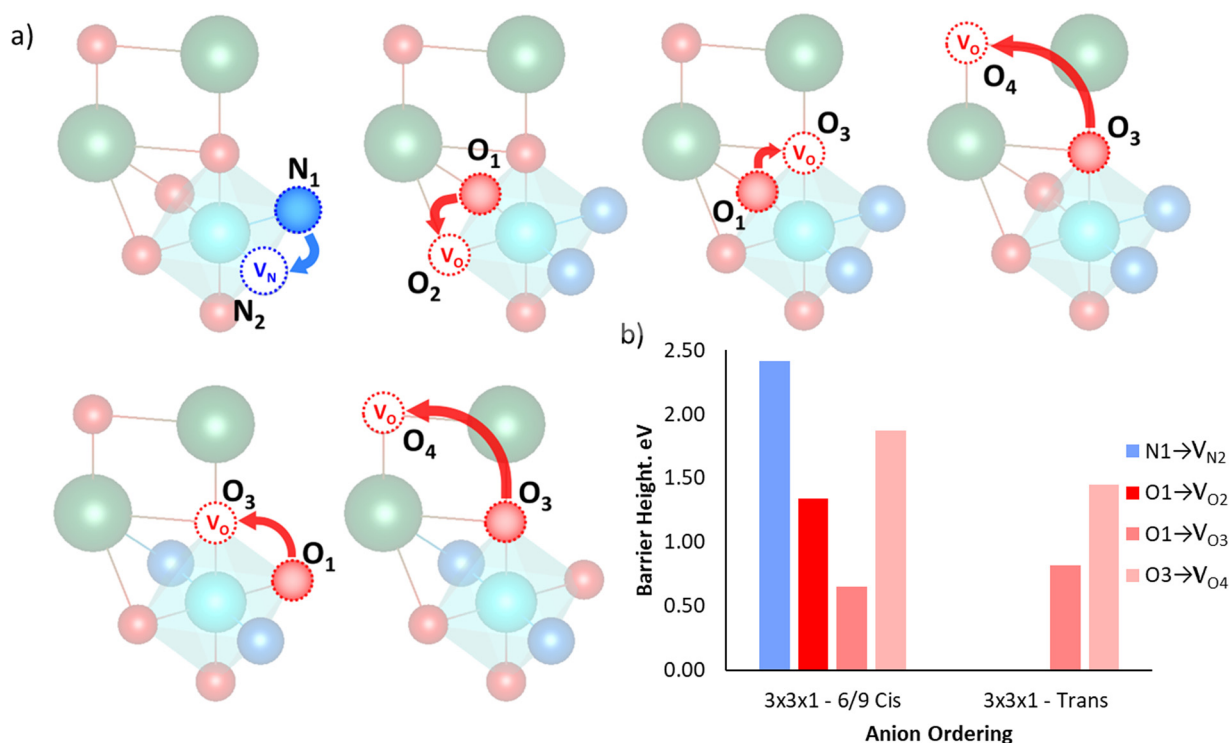 a)
N1
VN
N2
O1
VO
O2
O3
VO
O1
VO
O4
O3
VO
O4
O3
VO
O1
O3
b)
Barrier Height. eV
2.50
2.00
1.50
1.00
0.50
0.00
3x3x1 - 6/9 Cis
3x3x1 - Trans
Anion Ordering
N1→VN2
O1→VO2
O1→VO3
O3→VO4